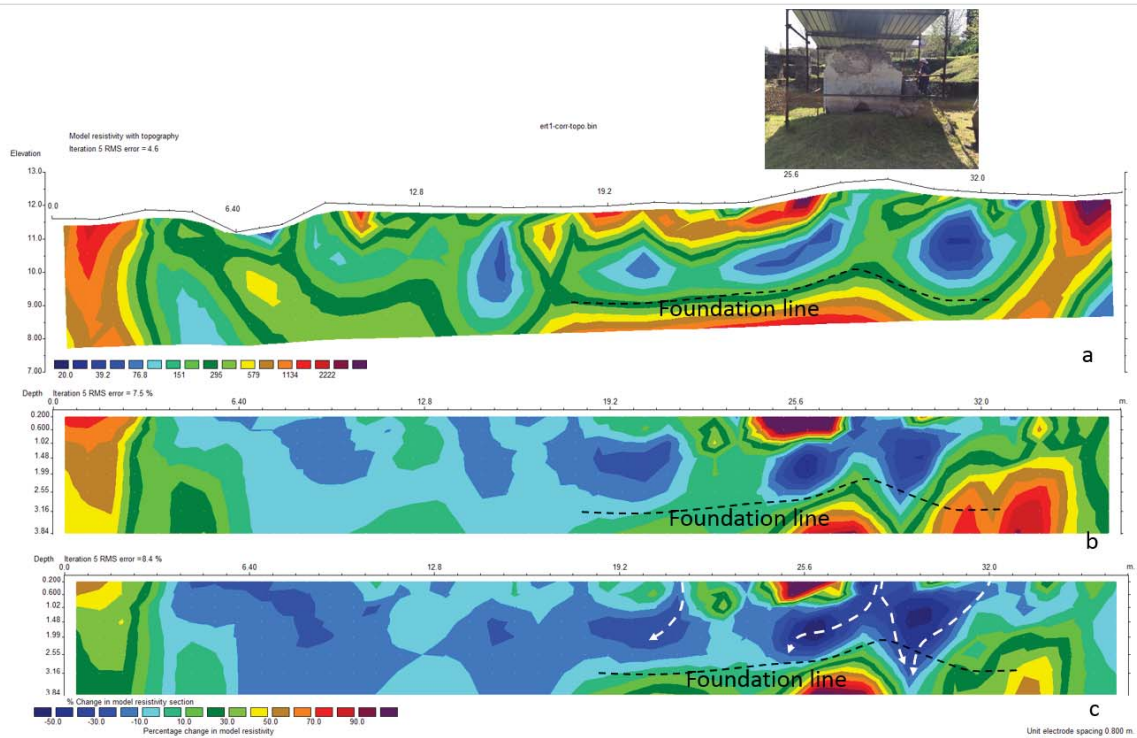 ert1-corr-topo.bin
Model resistivity with topography
Iteration 5 RMS error = 4.6
Elevation
13.0
12.0
11.0
10.0
9.00
8.00
7.00
0.0 6.40 12.8 19.2 25.6 32.0
Foundation line
a
20.0 39.2 76.8 151 295 579 1134 2222
Depth Iteration 5 RMS error = 7.5 %
0.0 6.40 12.8 19.2 25.6 32.0 m.
0.200
0.600
1.02
1.48
1.99
2.55
3.16
3.84
Foundation line
b
Depth Iteration 5 RMS error =8.4 %
0.0 6.40 12.8 19.2 25.6 32.0 m.
0.200
0.600
1.02
1.48
1.99
2.55
3.16
3.84
Foundation line
c
% Change in model resistivity section
-50.0 -30.0 -10.0 10.0 30.0 50.0 70.0 90.0
Percentage change in model resistivity
Unit electrode spacing 0.800 m.